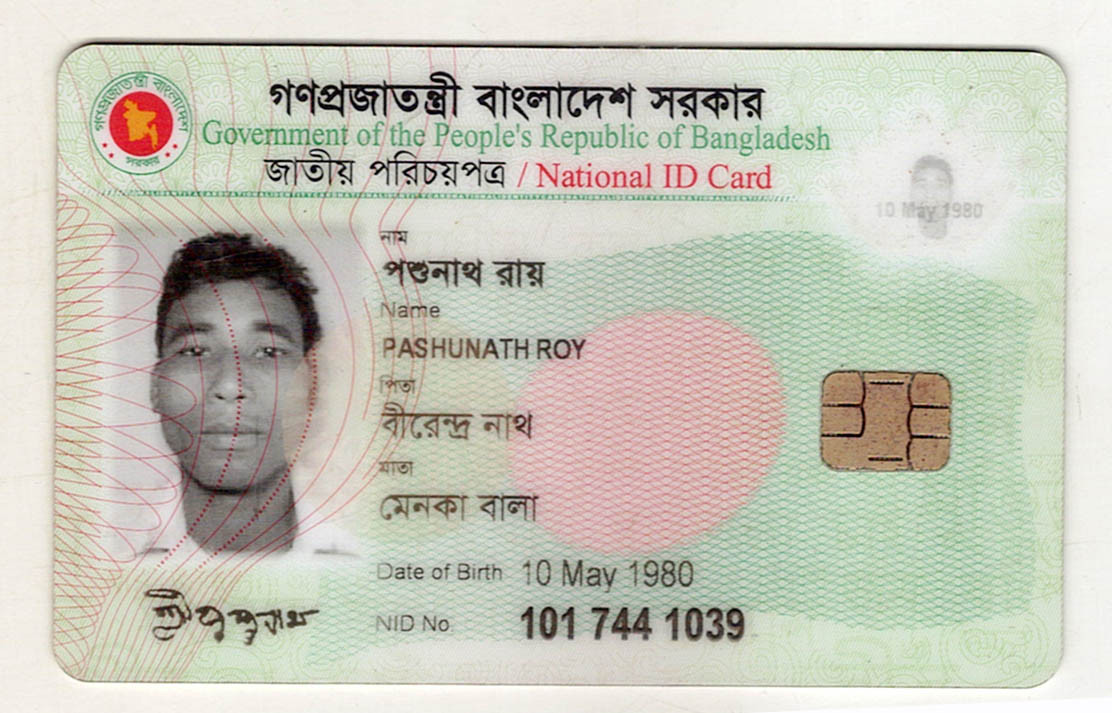 গণপ্রজাতন্ত্রী বাংলাদেশ সরকার
Government of the People's Republic of Bangladesh
জাতীয় পরিচয়পত্র / National ID Card
গণপ্রজাতন্ত্রী বাংলাদেশ
সরকার
10 May 1980
নাম
পশুনাথ রায়
Name
PASHUNATH ROY
পিতা
বীরেন্দ্র নাথ
মাতা
মেনকা বালা
Date of Birth 10 May 1980
NID No. 101 744 1039
শ্রী পশুনাথ